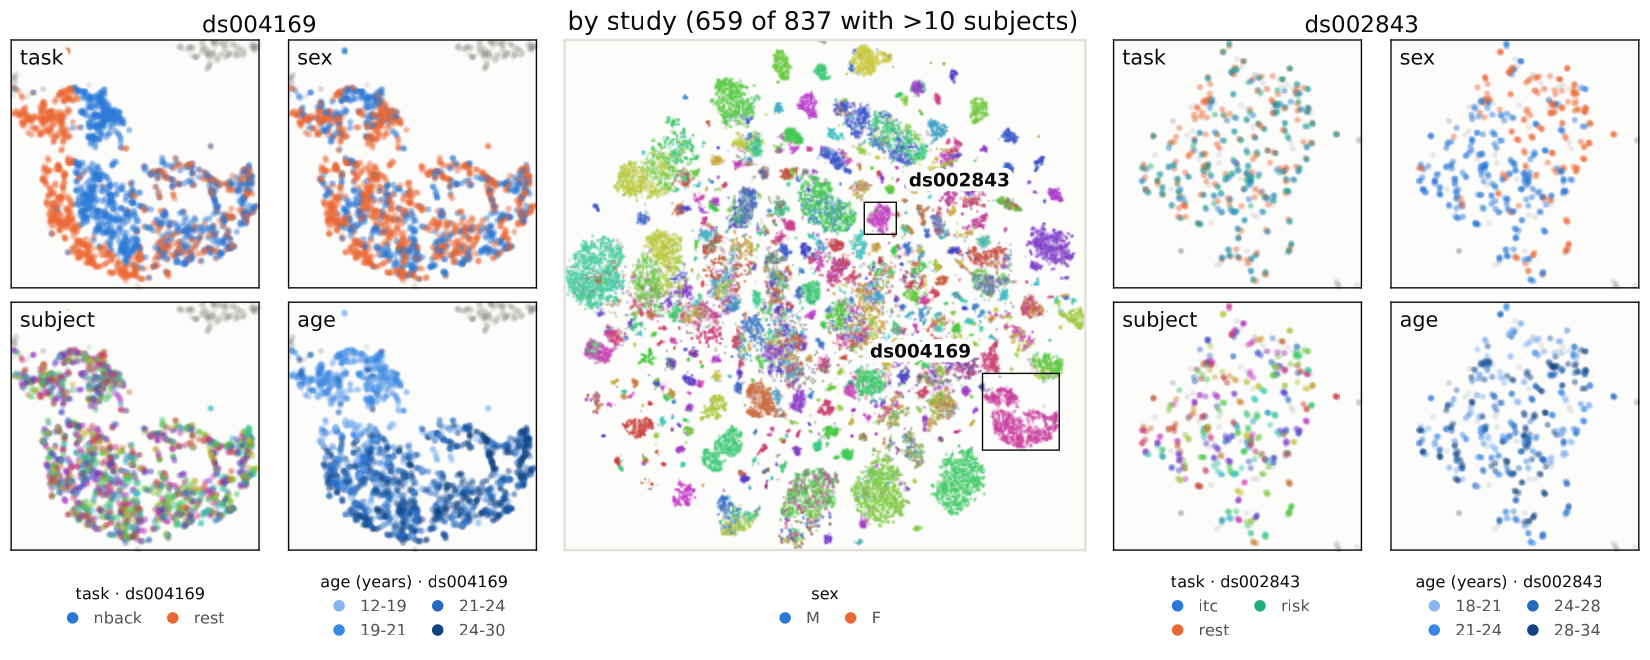 ds004169
by study (659 of 837 with >10 subjects)
ds002843
task
sex
task
sex
ds002843
subject
age
ds004169
subject
age
task · ds004169
nback
rest
age (years) · ds004169
12-19
21-24
19-21
24-30
sex
M
F
task · ds002843
itc
risk
rest
age (years) · ds002843
18-21
24-28
21-24
28-34